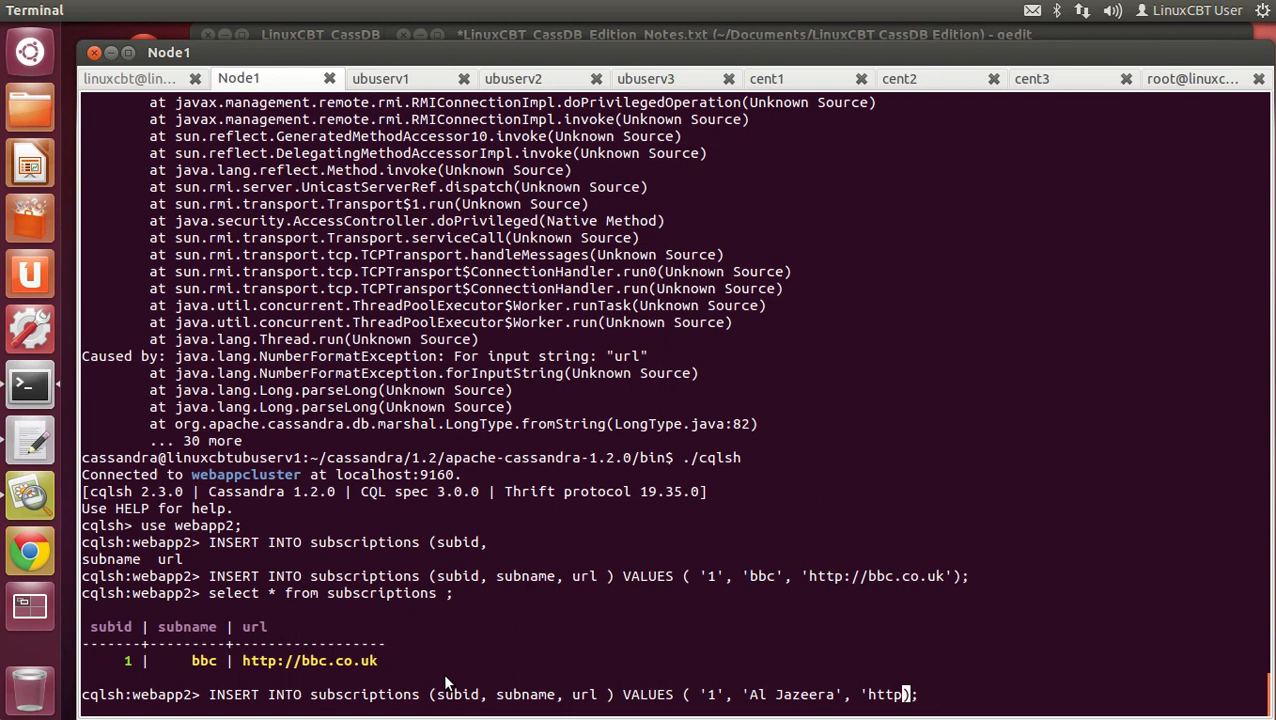 Terminal
LinuxCBT User
LinuxCBT_CassDB
*LinuxCBT_CassDB_Edition_Notes.txt (~/Documents/LinuxCBT CassDB Edition) - gedit
Node1
linuxcbt@lin...
Node1
ubuserv1
ubuserv2
ubuserv3
cent1
cent2
cent3
root@linuxc...
at javax.management.remote.rmi.RMIConnectionImpl.doPrivilegedOperation(Unknown Source)
at javax.management.remote.rmi.RMIConnectionImpl.invoke(Unknown Source)
at sun.reflect.GeneratedMethodAccessor10.invoke(Unknown Source)
at sun.reflect.DelegatingMethodAccessorImpl.invoke(Unknown Source)
at java.lang.reflect.Method.invoke(Unknown Source)
at sun.rmi.server.UnicastServerRef.dispatch(Unknown Source)
at sun.rmi.transport.Transport$1.run(Unknown Source)
at java.security.AccessController.doPrivileged(Native Method)
at sun.rmi.transport.Transport.serviceCall(Unknown Source)
at sun.rmi.transport.tcp.TCPTransport.handleMessages(Unknown Source)
at sun.rmi.transport.tcp.TCPTransport$ConnectionHandler.run0(Unknown Source)
at sun.rmi.transport.tcp.TCPTransport$ConnectionHandler.run(Unknown Source)
at java.util.concurrent.ThreadPoolExecutor$Worker.runTask(Unknown Source)
at java.util.concurrent.ThreadPoolExecutor$Worker.run(Unknown Source)
at java.lang.Thread.run(Unknown Source)
Caused by: java.lang.NumberFormatException: For input string: "url"
at java.lang.NumberFormatException.forInputString(Unknown Source)
at java.lang.Long.parseLong(Unknown Source)
at java.lang.Long.parseLong(Unknown Source)
at org.apache.cassandra.db.marshal.LongType.fromString(LongType.java:82)
... 30 more
cassandra@linuxcbtubuserv1:~/cassandra/1.2/apache-cassandra-1.2.0/bin$ ./cqlsh
Connected to webappcluster at localhost:9160.
[cqlsh 2.3.0 | Cassandra 1.2.0 | CQL spec 3.0.0 | Thrift protocol 19.35.0]
Use HELP for help.
cqlsh> use webapp2;
cqlsh:webapp2> INSERT INTO subscriptions (subid,
subname  url
cqlsh:webapp2> INSERT INTO subscriptions (subid, subname, url ) VALUES ( '1', 'bbc', 'http://bbc.co.uk');
cqlsh:webapp2> select * from subscriptions ;
subid | subname | url
-------+---------+------------------
1 |     bbc | http://bbc.co.uk
cqlsh:webapp2> INSERT INTO subscriptions (subid, subname, url ) VALUES ( '1', 'Al Jazeera', 'http);